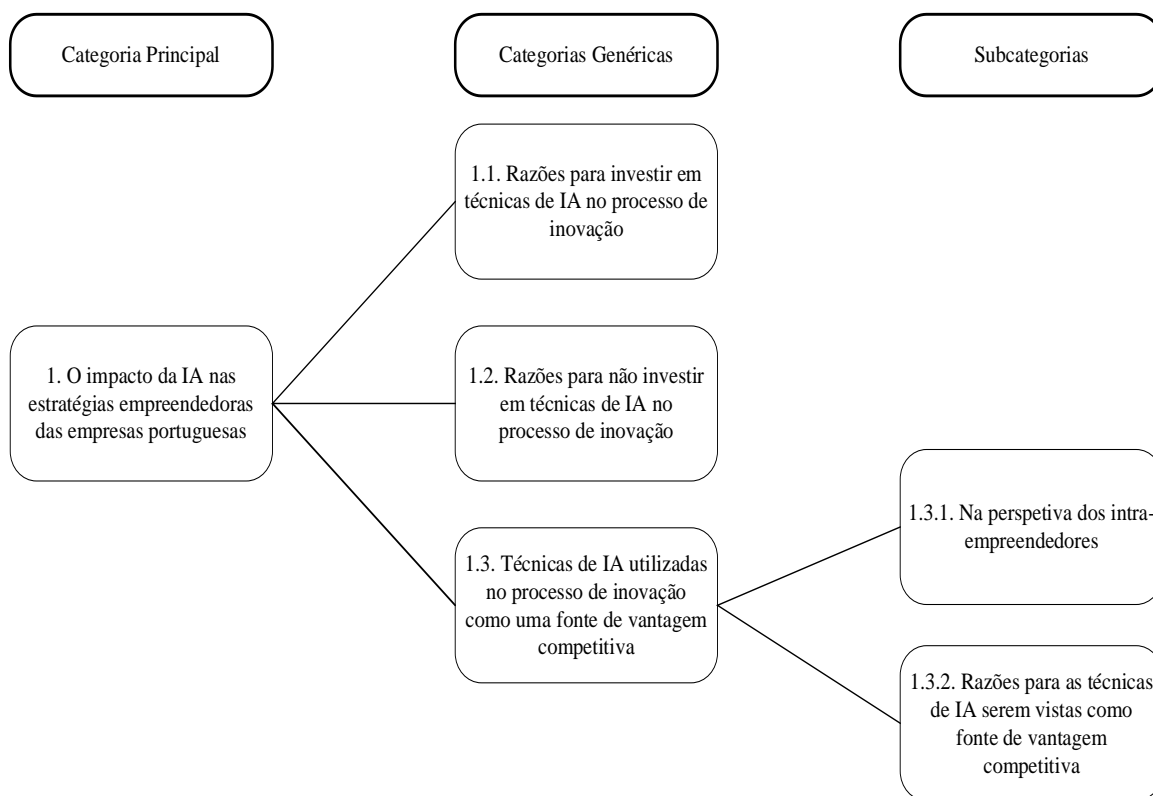 Categoria Principal
Categorias Genéricas
Subcategorias
1.1. Razões para investir em
técnicas de IA no processo de
inovação
1. O impacto da IA nas
estratégias empreendedoras
das empresas portuguesas
1.2. Razões para não investir
em técnicas de IA no
processo de inovação
1.3. Técnicas de IA utilizadas
no processo de inovação
como uma fonte de vantagem
competitiva
1.3.1. Na perspetiva dos intra-
empreendedores
1.3.2. Razões para as técnicas
de IA serem vistas como
fonte de vantagem
competitiva